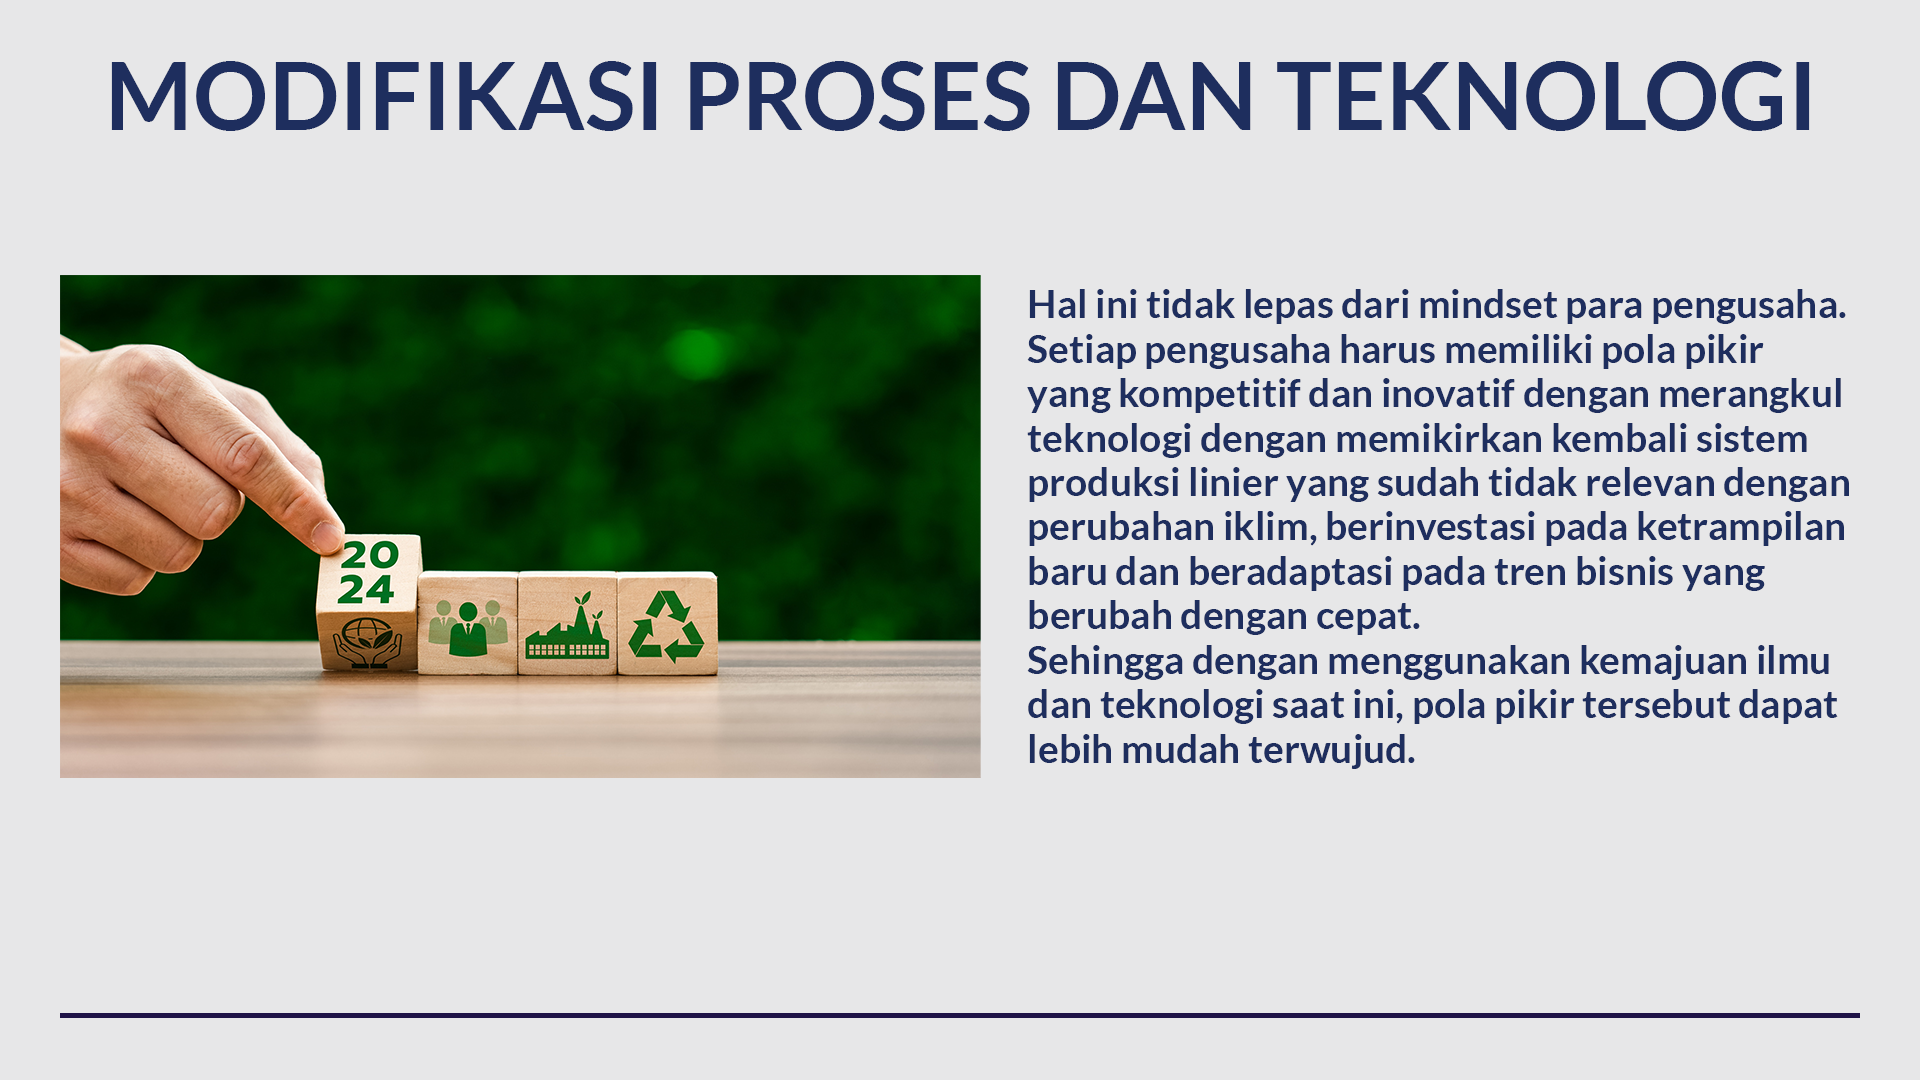 MODIFIKASI PROSES DAN TEKNOLOGI
20
24
Hal ini tidak lepas dari mindset para pengusaha.
Setiap pengusaha harus memiliki pola pikir
yang kompetitif dan inovatif dengan merangkul
teknologi dengan memikirkan kembali sistem
produksi linier yang sudah tidak relevan dengan
perubahan iklim, berinvestasi pada ketrampilan
baru dan beradaptasi pada tren bisnis yang
berubah dengan cepat.
Sehingga dengan menggunakan kemajuan ilmu
dan teknologi saat ini, pola pikir tersebut dapat
lebih mudah terwujud.